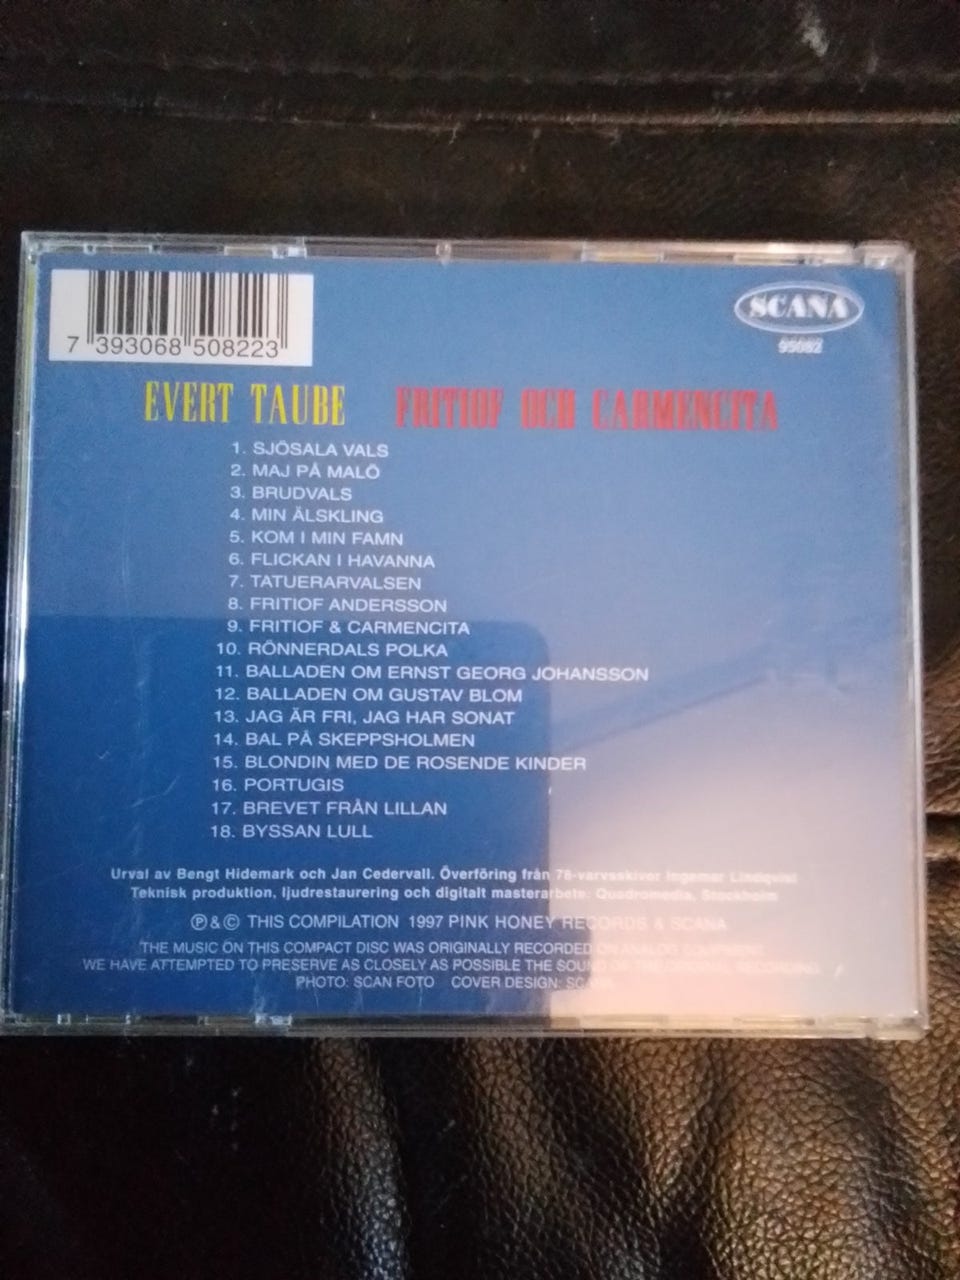 7 393068 508223
SCANA
95082
EVERT TAUBE FRITIOF OCH CARMENCITA
1. SJÖSALA VALS
2. MAJ PÅ MALÖ
3. BRUDVALS
4. MIN ÄLSKLING
5. KOM I MIN FAMN
6. FLICKAN I HAVANNA
7. TATUERARVALSEN
8. FRITIOF ANDERSSON
9. FRITIOF & CARMENCITA
10. RÖNNERDALS POLKA
11. BALLADEN OM ERNST GEORG JOHANSSON
12. BALLADEN OM GUSTAV BLOM
13. JAG ÄR FRI, JAG HAR SONAT
14. BAL PÅ SKEPPSHOLMEN
15. BLONDIN MED DE ROSENDE KINDER
16. PORTUGIS
17. BREVET FRÅN LILLAN
18. BYSSAN LULL
Urval av Bengt Hidemark och Jan Cedervall. Överföring från 78-varvsskivor Ingemar Lindqvist
Teknisk produktion, ljudrestaurering och digitalt masterarbete: Quadromedia, Stockholm
Ⓟ & © THIS COMPILATION 1997 PINK HONEY RECORDS & SCANA
THE MUSIC ON THIS COMPACT DISC WAS ORIGINALLY RECORDED ON ANALOG EQUIPMENT.
WE HAVE ATTEMPTED TO PRESERVE AS CLOSELY AS POSSIBLE THE SOUND OF THE
PHOTO: SCAN FOTO COVER DESIGN: SCANA